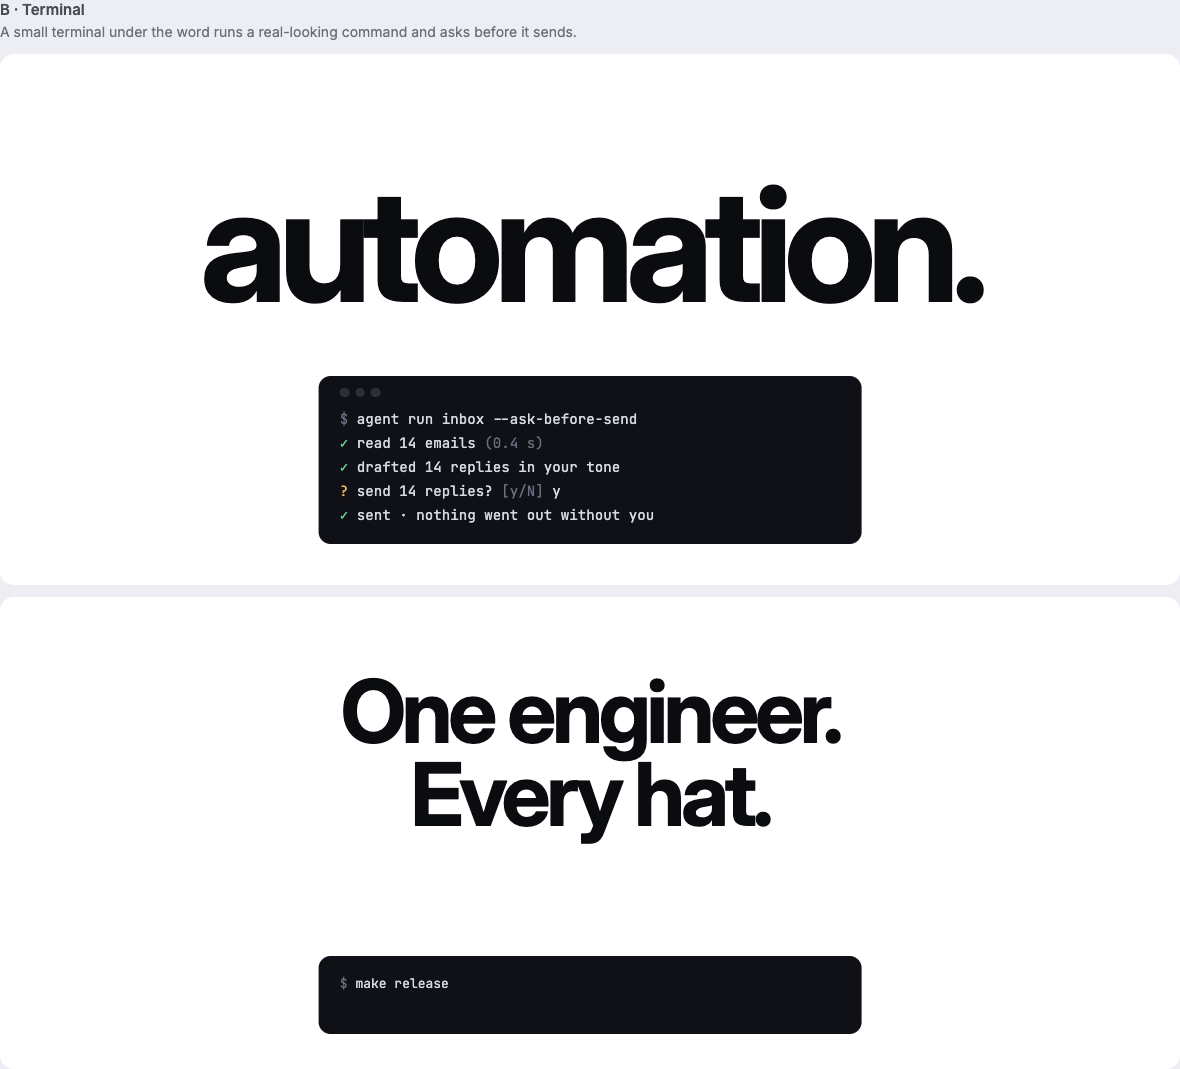 B · Terminal
A small terminal under the word runs a real-looking command and asks before it sends.
automation.
$ agent run inbox --ask-before-send
✓ read 14 emails (0.4 s)
✓ drafted 14 replies in your tone
? send 14 replies? [y/N] y
✓ sent · nothing went out without you
One engineer.
Every hat.
$ make release